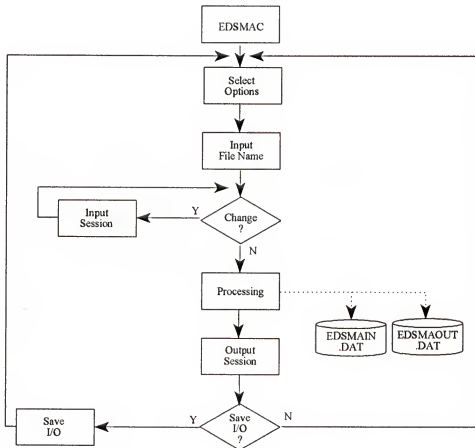 EDSMAC
Select
Options
Input
File Name
Input
Session
Y
Change
?
N
Processing
EDSMAIN
.DAT
EDSMAOUT
.DAT
Output
Session
Save
I/O
Y
Save
I/O
?
N